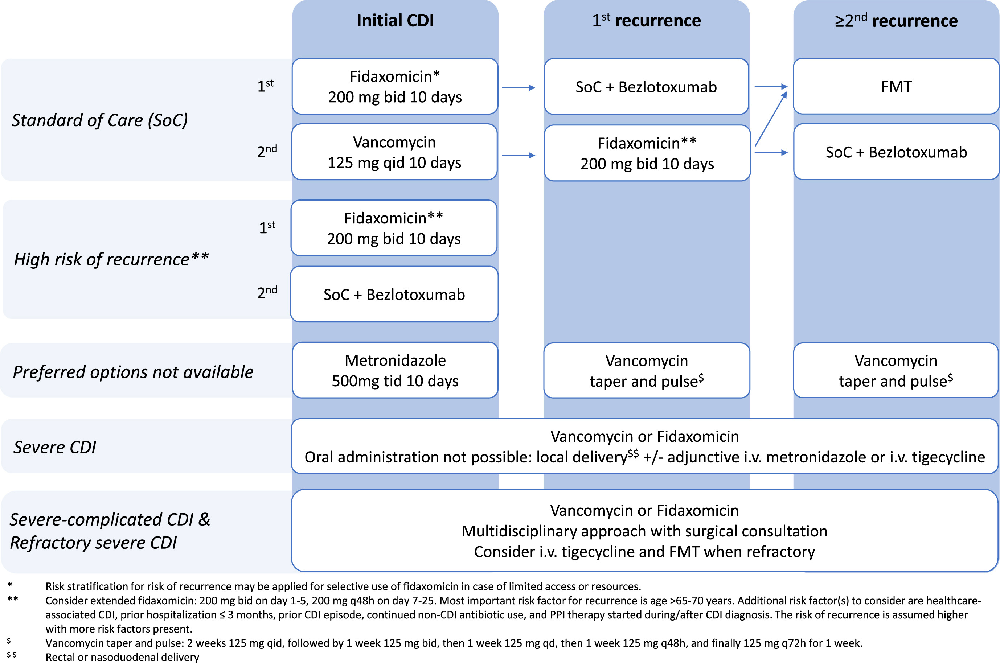 Initial CDI
1st recurrence
≥2nd recurrence
Standard of Care (SoC)
1st
Fidaxomicin*
200 mg bid 10 days
SoC + Bezlotoxumab
FMT
2nd
Vancomycin
125 mg qid 10 days
Fidaxomicin**
200 mg bid 10 days
SoC + Bezlotoxumab
High risk of recurrence**
1st
Fidaxomicin**
200 mg bid 10 days
2nd
SoC + Bezlotoxumab
Preferred options not available
Metronidazole
500mg tid 10 days
Vancomycin
taper and pulse$
Vancomycin
taper and pulse$
Severe CDI
Vancomycin or Fidaxomicin
Oral administration not possible: local delivery$$ +/- adjunctive i.v. metronidazole or i.v. tigecycline
Severe-complicated CDI &
Refractory severe CDI
Vancomycin or Fidaxomicin
Multidisciplinary approach with surgical consultation
Consider i.v. tigecycline and FMT when refractory
* Risk stratification for risk of recurrence may be applied for selective use of fidaxomicin in case of limited access or resources.
** Consider extended fidaxomicin: 200 mg bid on day 1-5, 200 mg q48h on day 7-25. Most important risk factor for recurrence is age >65-70 years. Additional risk factor(s) to consider are healthcare-
associated CDI, prior hospitalization ≤ 3 months, prior CDI episode, continued non-CDI antibiotic use, and PPI therapy started during/after CDI diagnosis. The risk of recurrence is assumed higher
with more risk factors present.
$ Vancomycin taper and pulse: 2 weeks 125 mg qid, followed by 1 week 125 mg bid, then 1 week 125 mg qd, then 1 week 125 mg q48h, and finally 125 mg q72h for 1 week.
$$ Rectal or nasoduodenal delivery